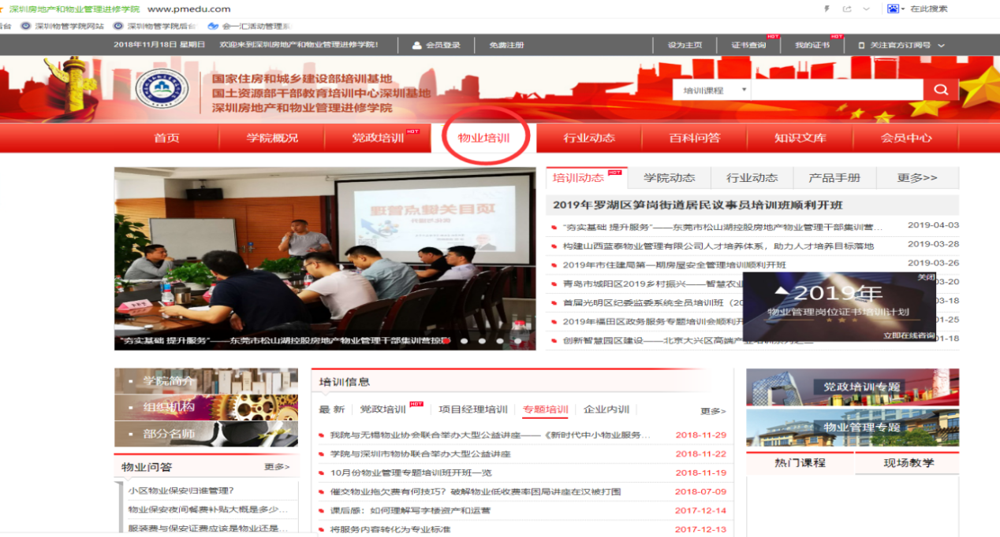 深圳房地产和物业管理进修学院 www.pmedu.com
在此搜索
后台 深圳物管学院网站 深圳物管学院后台 会一汇活动管理系
2018年11月18日 星期日 欢迎来到深圳房地产和物业管理进修学院! 会员登录 免费注册 设为主页 证书查询 HOT 我的证书 HOT 关注官方订阅号
国家住房和城乡建设部培训基地
国土资源部干部教育培训中心深圳基地
深圳房地产和物业管理进修学院
培训课程
首页 学院概况 党政培训 HOT 物业培训 行业动态 百科问答 知识文库 会员中心
"夯实基础 提升服务"——东莞市松山湖控股房地产物业管理干部集训营掠影
培训动态 HOT 学院动态 行业动态 产品手册 更多>>
2019年罗湖区笋岗街道居民议事员培训班顺利开班
"夯实基础 提升服务"——东莞市松山湖控股房地产物业管理干部集训营... 2019-04-03
构建山西蓝泰物业管理有限公司人才培养体系，助力人才培养目标落地 2019-03-28
2019年市住建局第一期房屋安全管理培训顺利开班 2019-03-26
青岛市城阳区2019乡村振兴——智慧农业 03-20
首届光明区纪委监委系统全员培训班（20 03-18
2019年福田区政务服务专题培训会顺利开 01-25
创新智慧园区建设——北京大兴区高端产业培训 01-18
关闭
2019年
物业管理岗位证书培训计划
立即在线咨询
学院简介
组织机构
部分名师
物业问答 更多>
小区物业保安归谁管理?
物业保安夜间餐费补贴大概是多少...
服装费与保安证费应该是物业还是...
培训信息
最 新 党政培训 HOT 项目经理培训 专题培训 企业内训 更多>
我院与无锡物业协会联合举办大型公益讲座——《新时代中小物业服务... 2018-11-29
学院与深圳市物协联合举办大型公益讲座 2018-11-22
10月份物业管理专题培训班开班一览 2018-11-19
催交物业拖欠费有何技巧？破解物业低收费率困局讲座在汉被打围 2018-07-09
课后感：如何理解写字楼资产和运营 2017-12-14
将服务内容转化为专业标准 2017-12-13
党政培训专题
物业管理专题
热门课程 现场教学